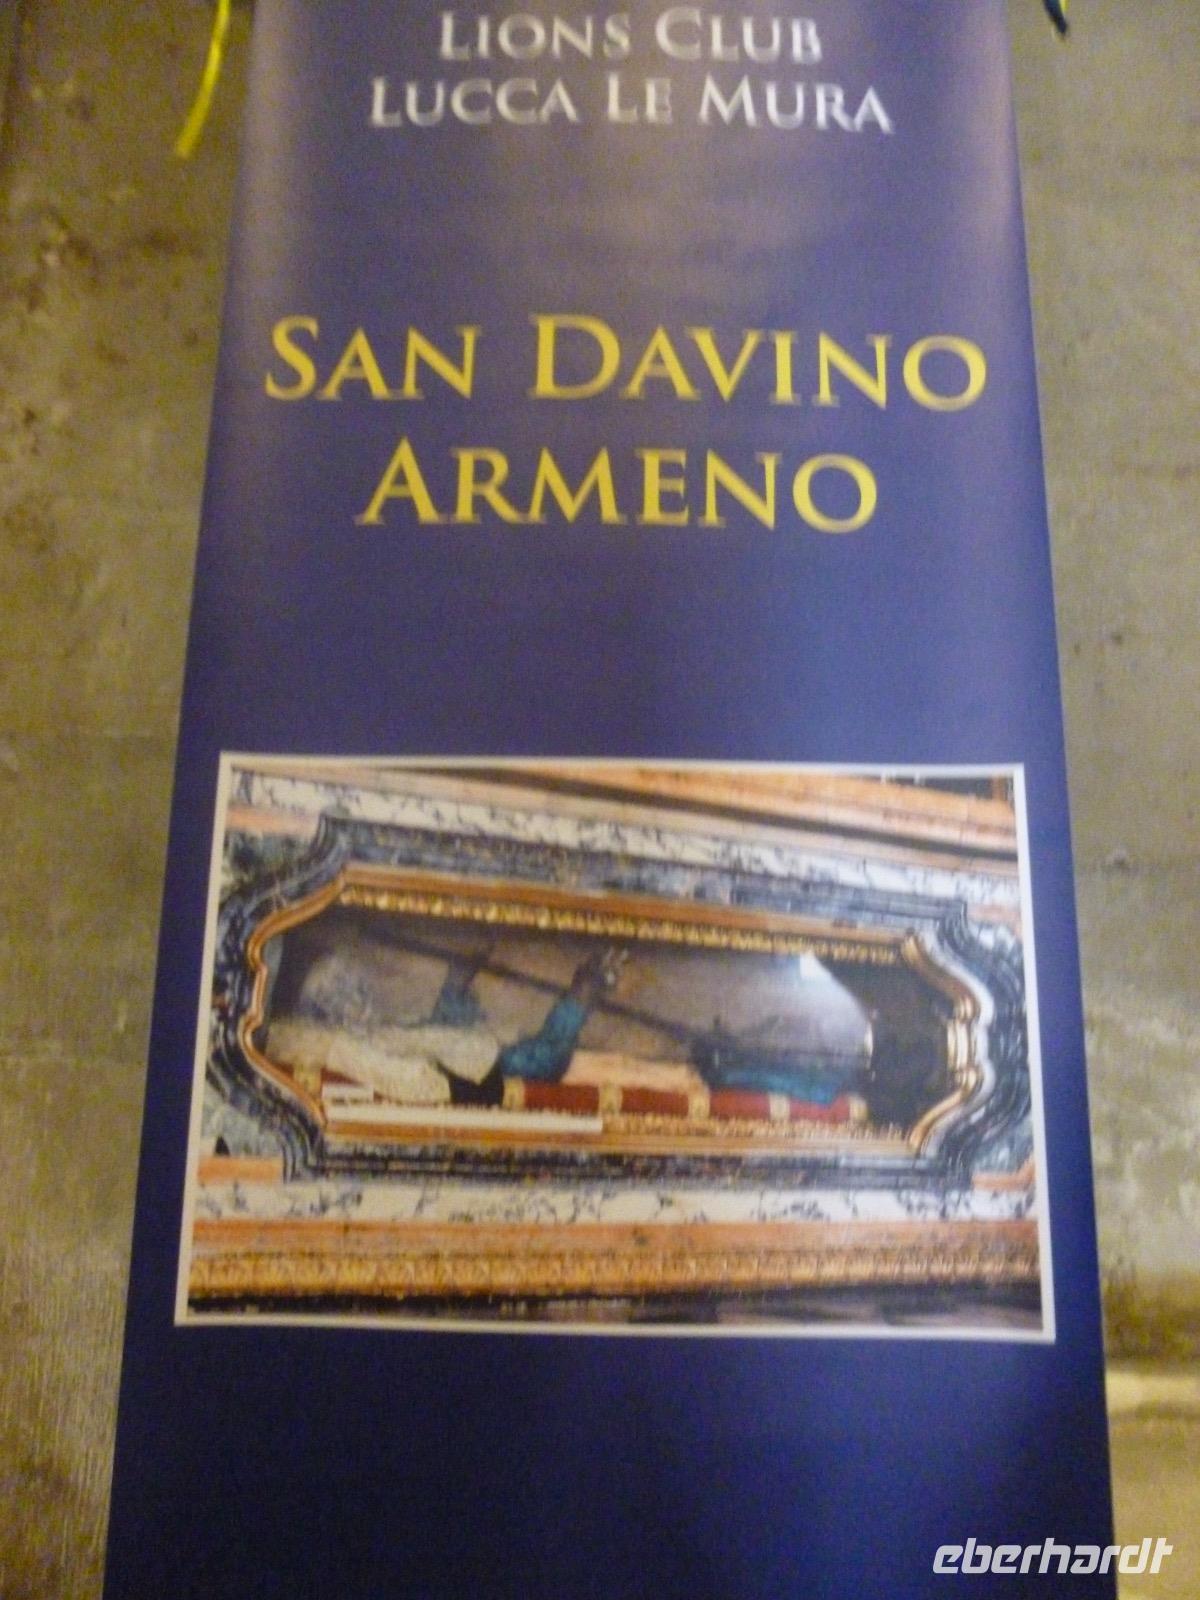 LIONS CLUB
LUCCA LE MURA
SAN DAVINO
ARMENO
eberhardt